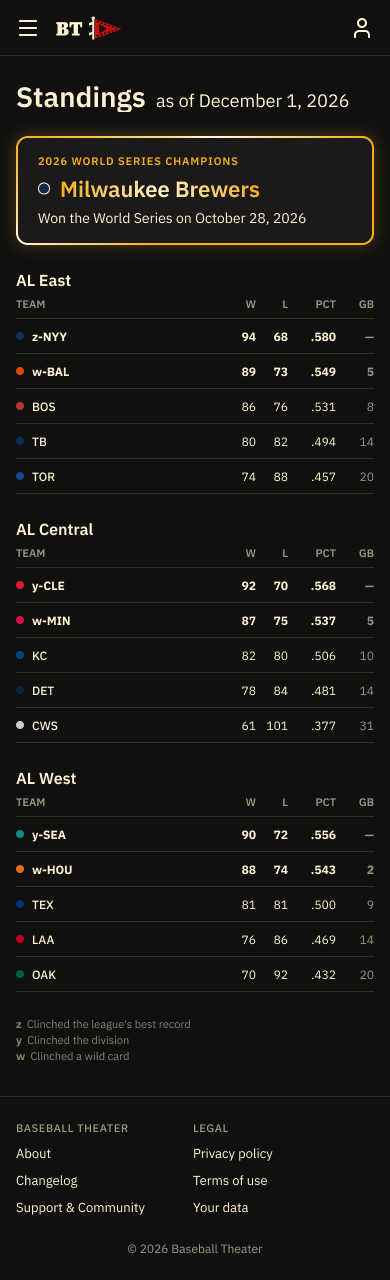 BT
Standings as of December 1, 2026
2026 WORLD SERIES CHAMPIONS
Milwaukee Brewers
Won the World Series on October 28, 2026
AL East
TEAM W L PCT GB
z-NYY 94 68 .580 —
w-BAL 89 73 .549 5
BOS 86 76 .531 8
TB 80 82 .494 14
TOR 74 88 .457 20
AL Central
TEAM W L PCT GB
y-CLE 92 70 .568 —
w-MIN 87 75 .537 5
KC 82 80 .506 10
DET 78 84 .481 14
CWS 61 101 .377 31
AL West
TEAM W L PCT GB
y-SEA 90 72 .556 —
w-HOU 88 74 .543 2
TEX 81 81 .500 9
LAA 76 86 .469 14
OAK 70 92 .432 20
z Clinched the league's best record
y Clinched the division
w Clinched a wild card
BASEBALL THEATER LEGAL
About Privacy policy
Changelog Terms of use
Support & Community Your data
© 2026 Baseball Theater